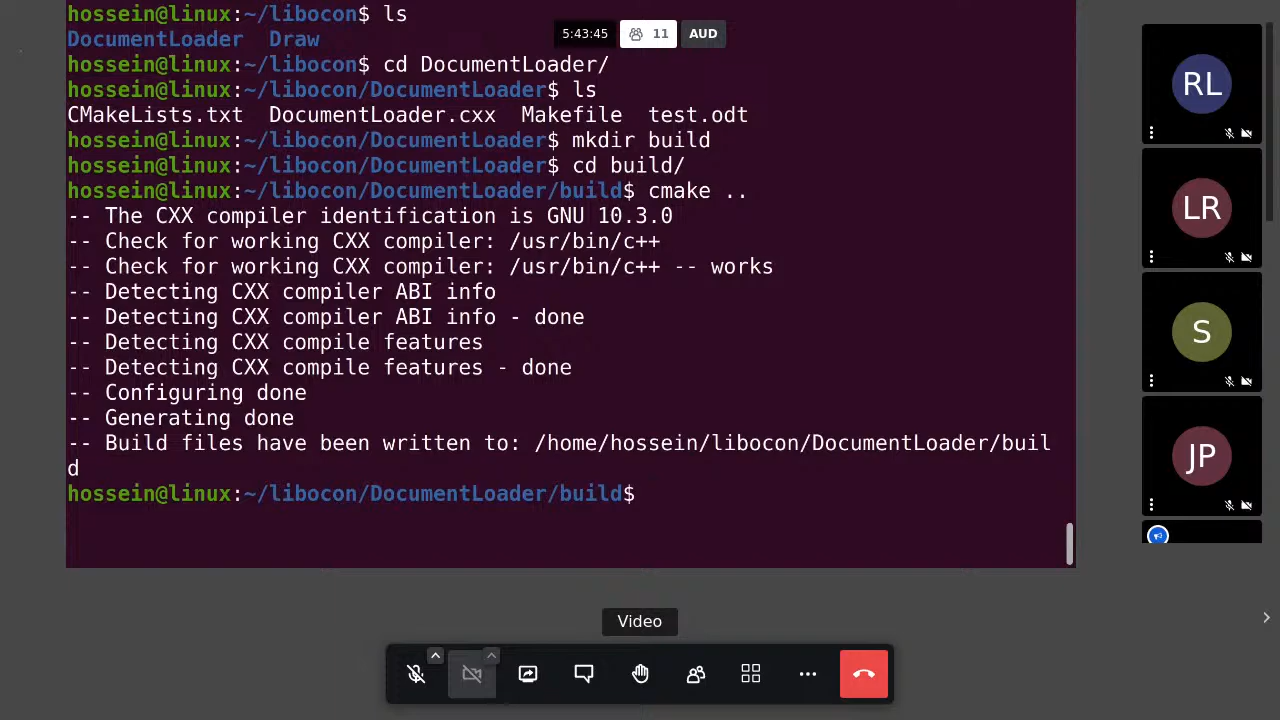 hossein@linux:~/libocon$ ls
5:43:45 11 AUD
DocumentLoader Draw
hossein@linux:~/libocon$ cd DocumentLoader/
hossein@linux:~/libocon/DocumentLoader$ ls
CMakeLists.txt DocumentLoader.cxx Makefile test.odt
hossein@linux:~/libocon/DocumentLoader$ mkdir build
hossein@linux:~/libocon/DocumentLoader$ cd build/
hossein@linux:~/libocon/DocumentLoader/build$ cmake ..
-- The CXX compiler identification is GNU 10.3.0
-- Check for working CXX compiler: /usr/bin/c++
-- Check for working CXX compiler: /usr/bin/c++ -- works
-- Detecting CXX compiler ABI info
-- Detecting CXX compiler ABI info - done
-- Detecting CXX compile features
-- Detecting CXX compile features - done
-- Configuring done
-- Generating done
-- Build files have been written to: /home/hossein/libocon/DocumentLoader/buil
d
hossein@linux:~/libocon/DocumentLoader/build$
RL
LR
S
JP
Video